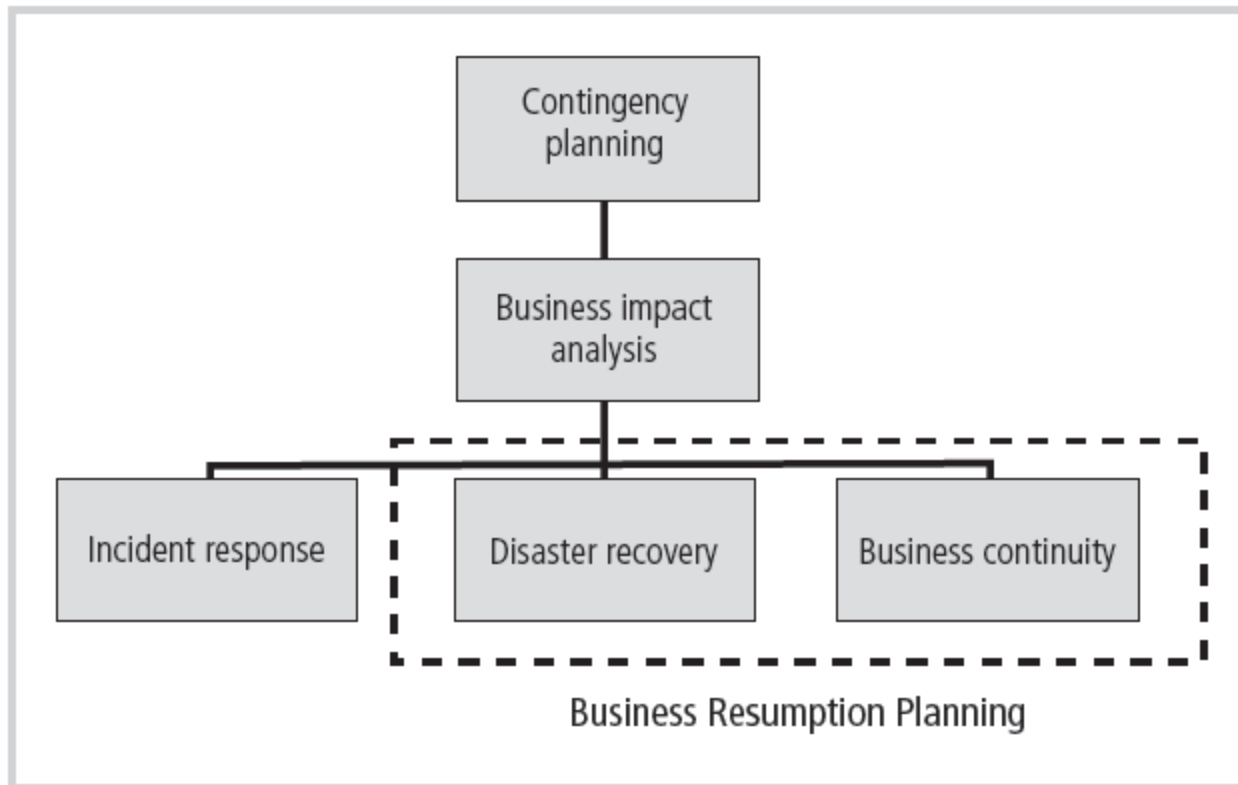 Contingency
planning
Business impact
analysis
Incident response
Disaster recovery
Business continuity
Business Resumption Planning